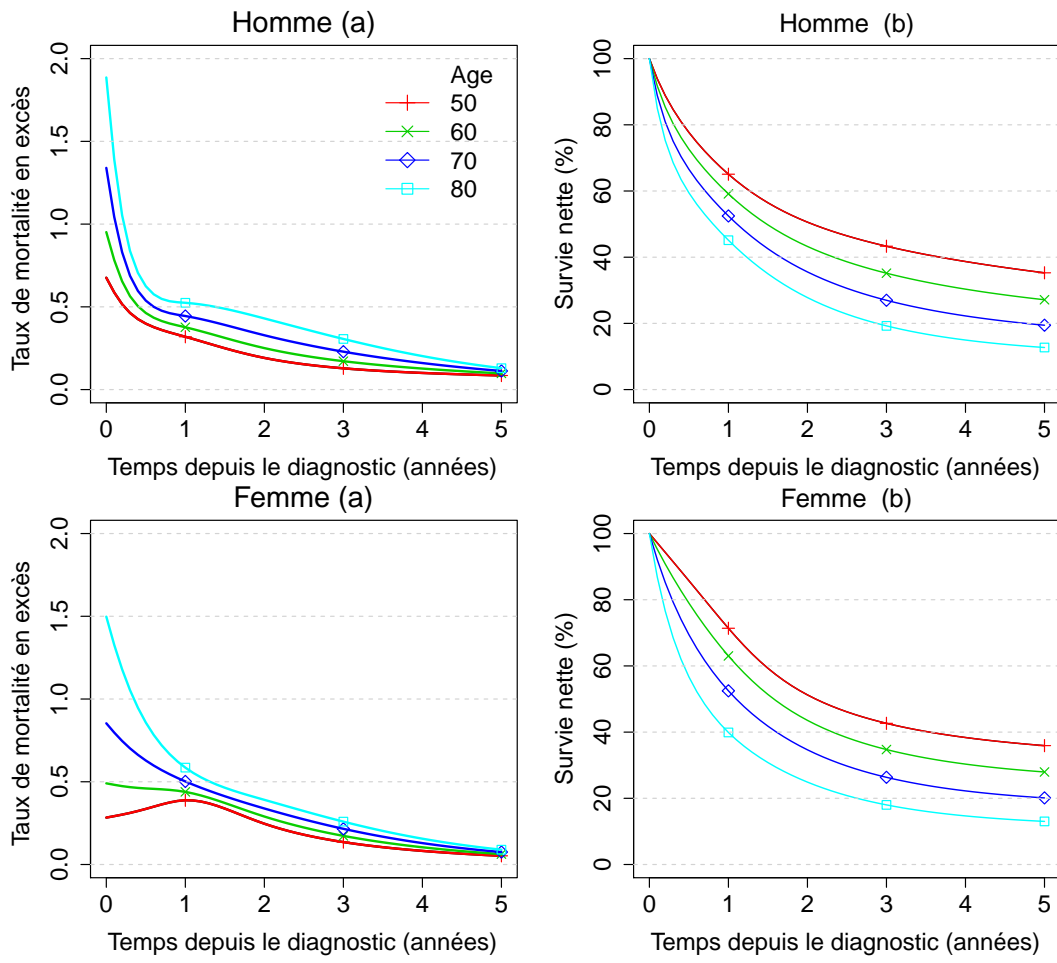 Homme (a)
Taux de mortalité en excès
0.0 0.5 1.0 1.5 2.0
Age
50
60
70
80
0 1 2 3 4 5
Temps depuis le diagnostic (années)
Homme (b)
Survie nette (%)
0 20 40 60 80 100
0 1 2 3 4 5
Temps depuis le diagnostic (années)
Femme (a)
Taux de mortalité en excès
0.0 0.5 1.0 1.5 2.0
0 1 2 3 4 5
Temps depuis le diagnostic (années)
Femme (b)
Survie nette (%)
0 20 40 60 80 100
0 1 2 3 4 5
Temps depuis le diagnostic (années)